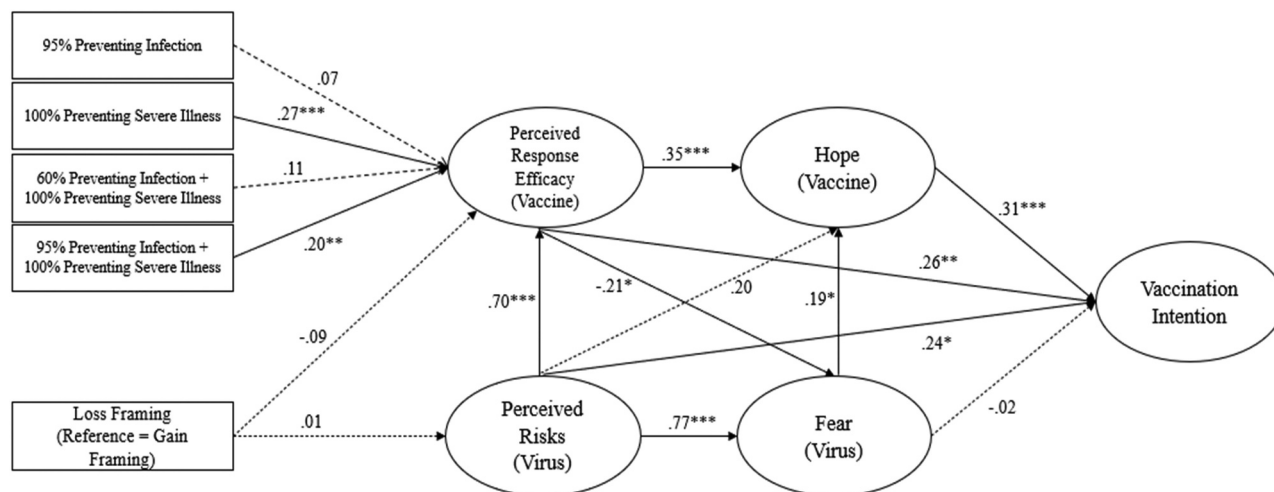 95% Preventing Infection
.07
100% Preventing Severe Illness
.27***
60% Preventing Infection +
100% Preventing Severe Illness
.11
95% Preventing Infection +
100% Preventing Severe Illness
.20**
Perceived
Response
Efficacy
(Vaccine)
.35***
Hope
(Vaccine)
.31***
.26**
-.21*
.20
.19*
.70***
.24*
Vaccination
Intention
-.09
Loss Framing
(Reference = Gain
Framing)
.01
Perceived
Risks
(Virus)
.77***
Fear
(Virus)
-.02